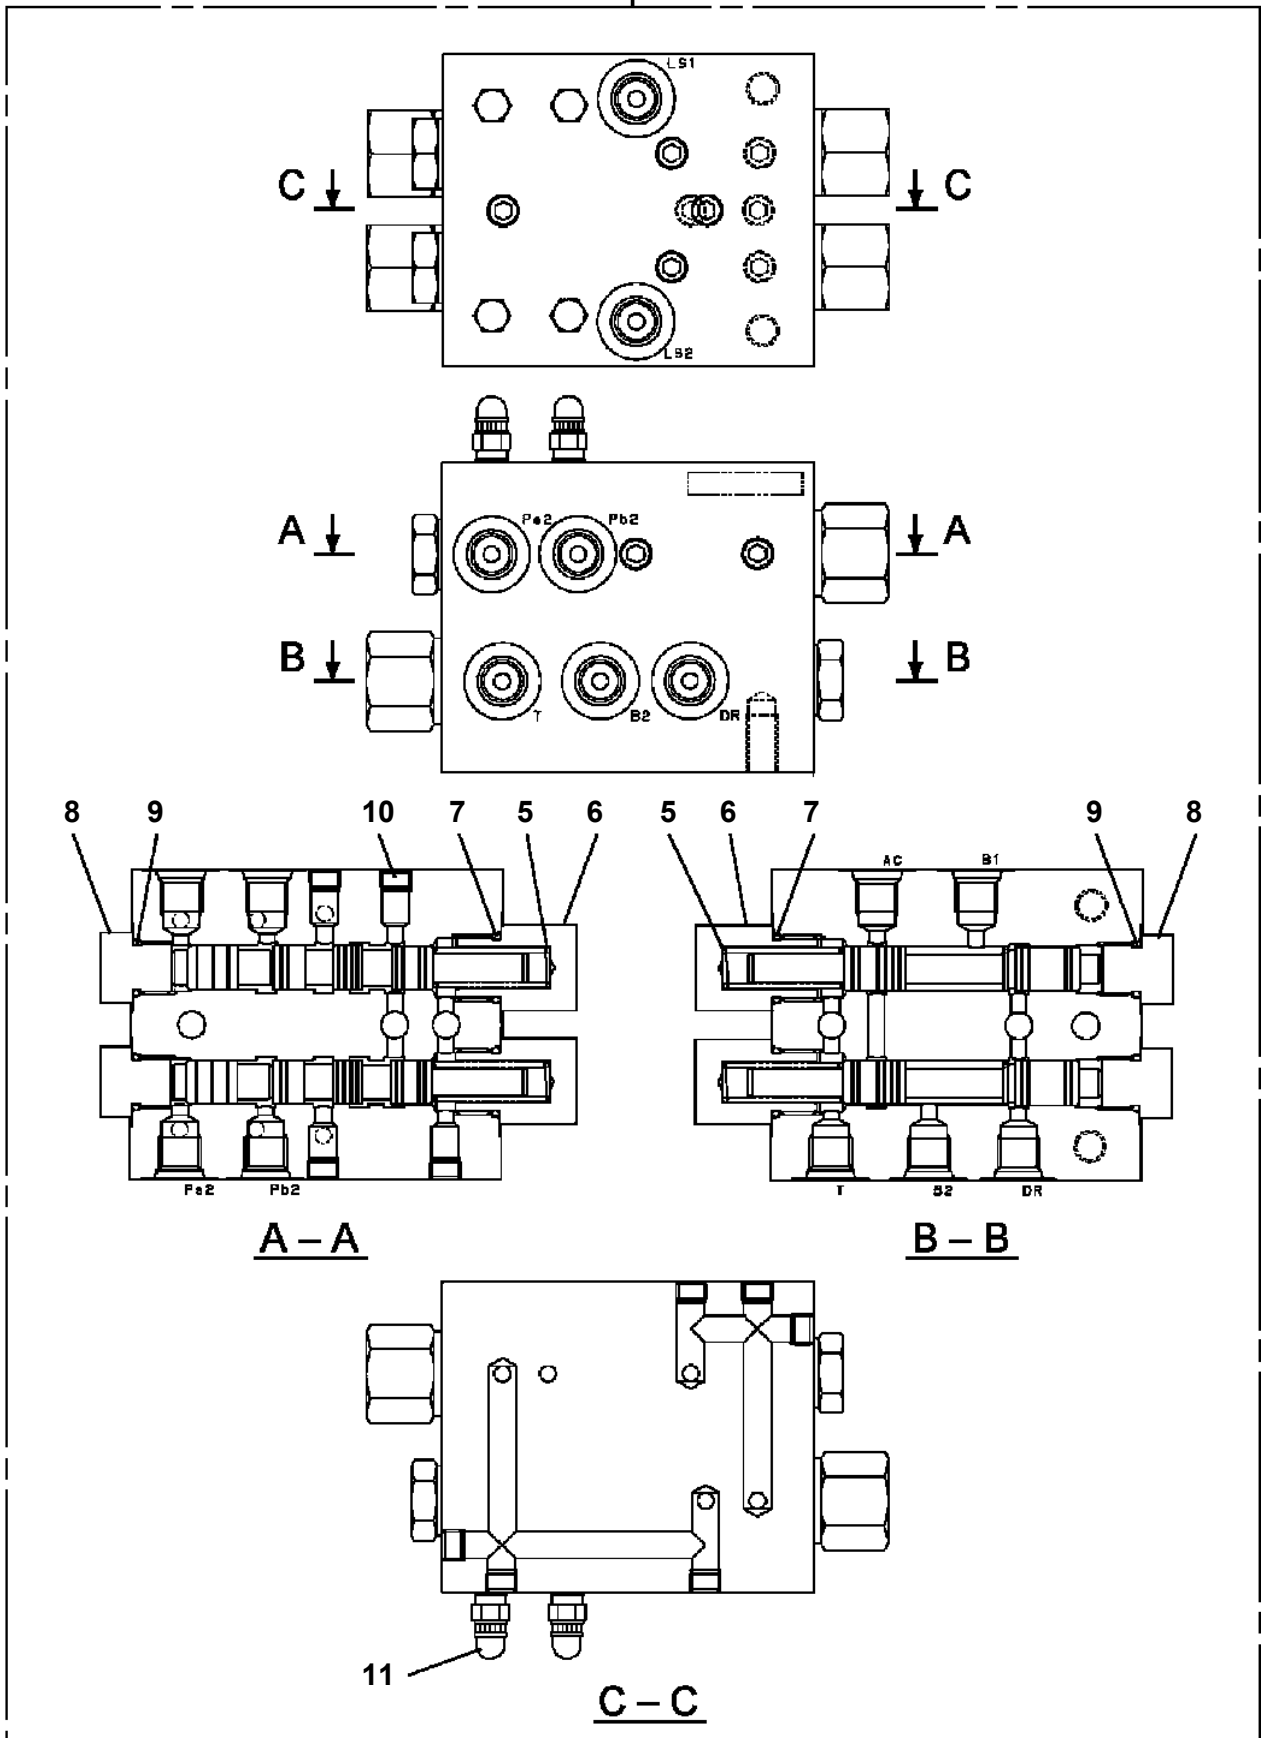 LS1
C C
LS2
A Pa2 Pb2 A
B B
T B2 DR
8 9 10 7 5 6 5 6 7 9 8
AC B1
Pa2 Pb2 T B2 DR
A – A B – B
11
C – C